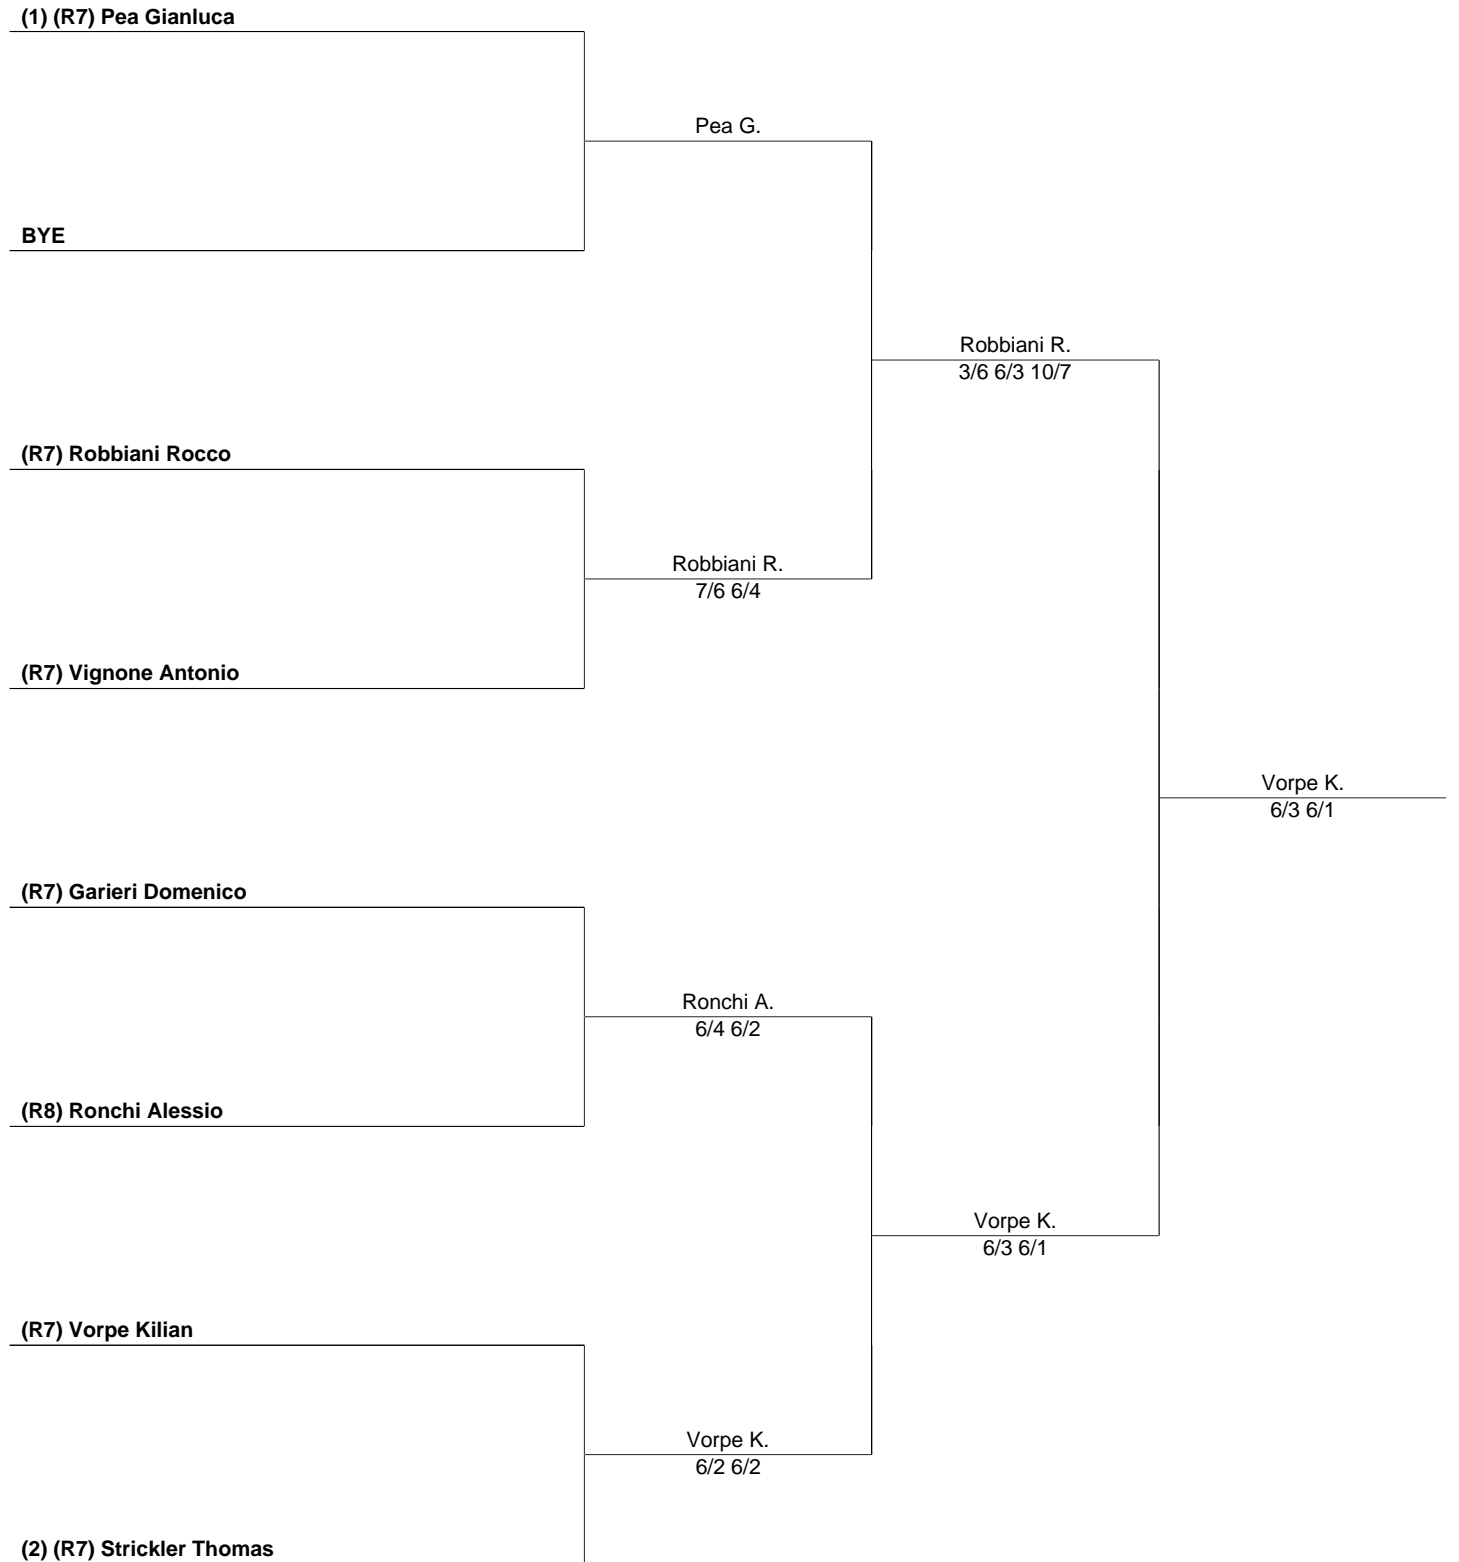 (1) (R7) Pea Gianluca
Pea G.
BYE
Robbiani R.
3/6 6/3 10/7
(R7) Robbiani Rocco
Robbiani R.
7/6 6/4
(R7) Vignone Antonio
Vorpe K.
6/3 6/1
(R7) Garieri Domenico
Ronchi A.
6/4 6/2
(R8) Ronchi Alessio
Vorpe K.
6/3 6/1
(R7) Vorpe Kilian
Vorpe K.
6/2 6/2
(2) (R7) Strickler Thomas